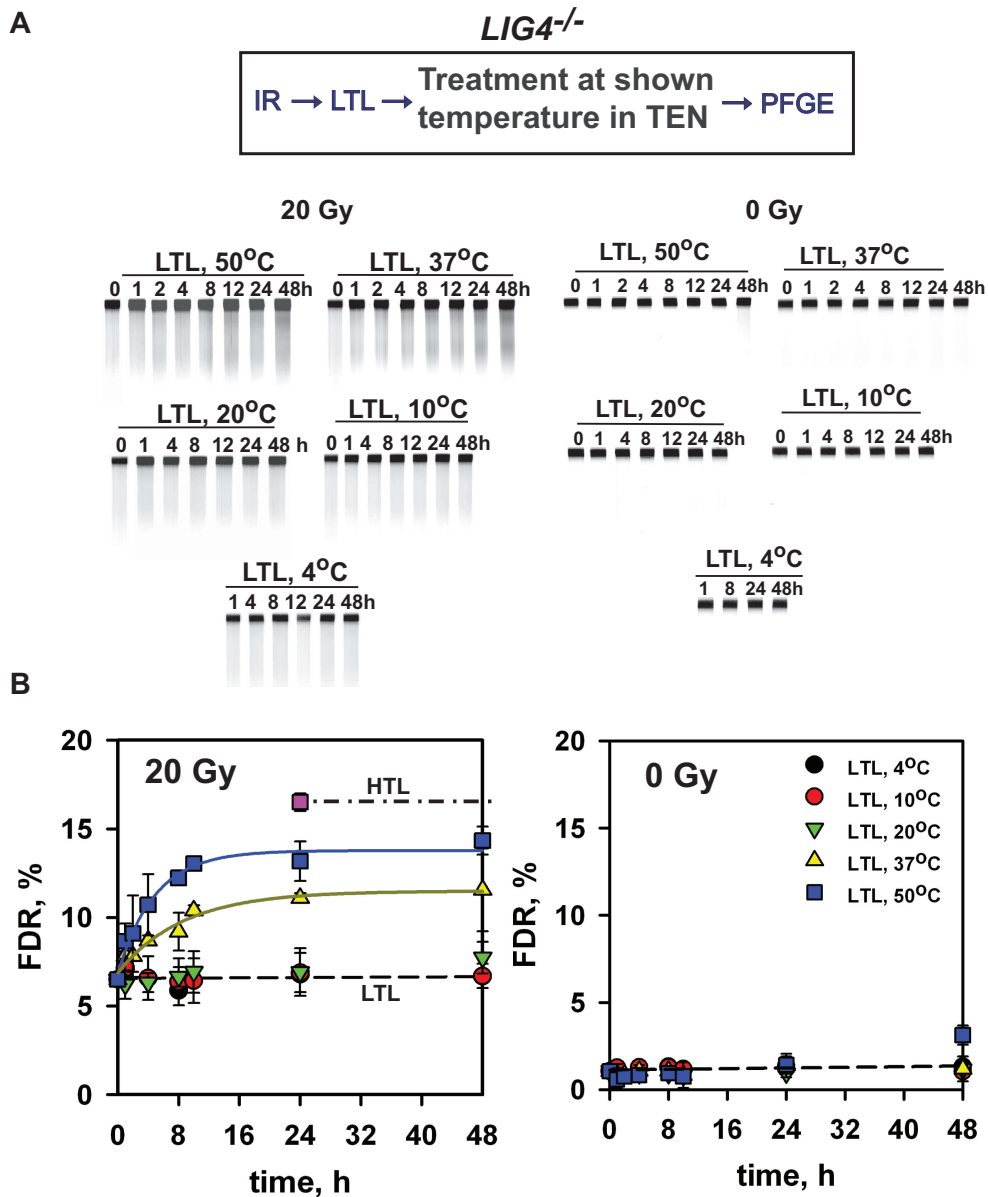 A
LIG4-/-
IR → LTL → Treatment at shown temperature in TEN → PFGE
20 Gy
0 Gy
LTL, 50oC
0 1 2 4 8 12 24 48h
LTL, 37oC
0 1 2 4 8 12 24 48h
LTL, 50oC
0 1 2 4 8 12 24 48h
LTL, 37oC
0 1 2 4 8 12 24 48h
LTL, 20oC
0 1 4 8 12 24 48 h
LTL, 10oC
0 1 4 8 12 24 48h
LTL, 20oC
0 1 4 8 12 24 48h
LTL, 10oC
0 1 4 8 12 24 48h
LTL, 4oC
1 4 8 12 24 48h
LTL, 4oC
1 8 24 48h
B
20 Gy
HTL
LTL
FDR, %
20
15
10
5
0
0 8 16 24 32 40 48
time, h
0 Gy
LTL, 4oC
LTL, 10oC
LTL, 20oC
LTL, 37oC
LTL, 50oC
FDR, %
20
15
10
5
0
0 8 16 24 32 40 48
time, h